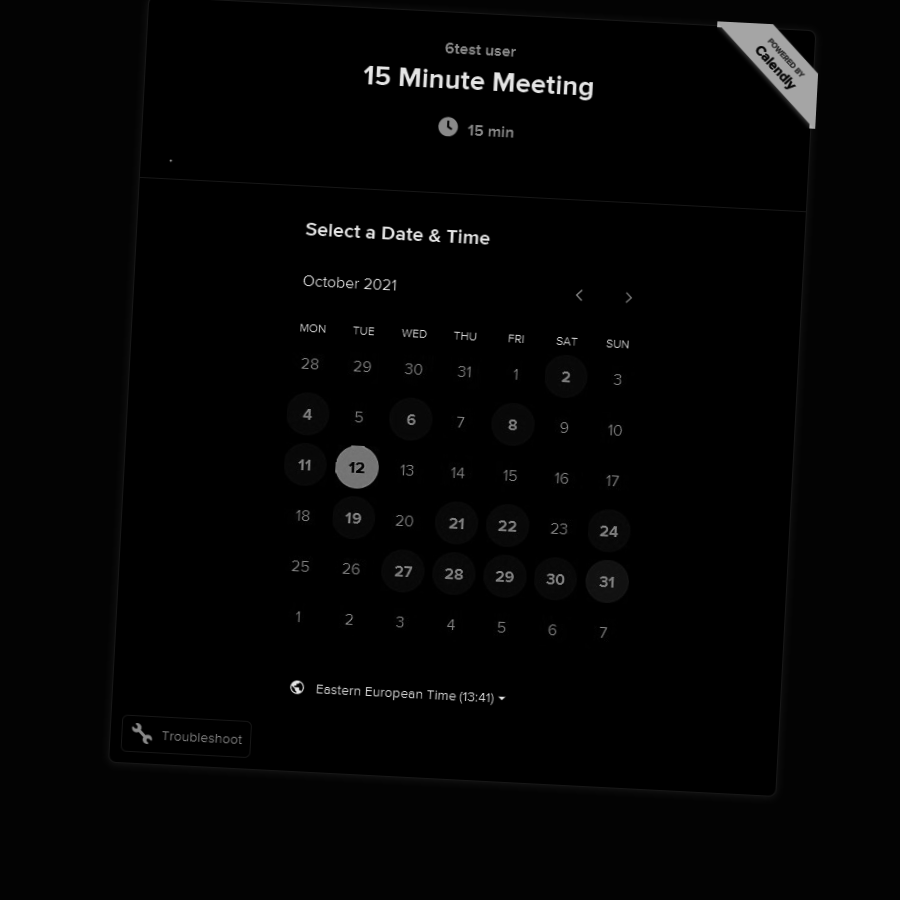 6test user
15 Minute Meeting
15 min
POWERED BY
Calendly
Select a Date & Time
October 2021
MON TUE WED THU FRI SAT SUN
28 29 30 31 1 2 3
4 5 6 7 8 9 10
11 12 13 14 15 16 17
18 19 20 21 22 23 24
25 26 27 28 29 30 31
1 2 3 4 5 6 7
Eastern European Time (13:41)
Troubleshoot